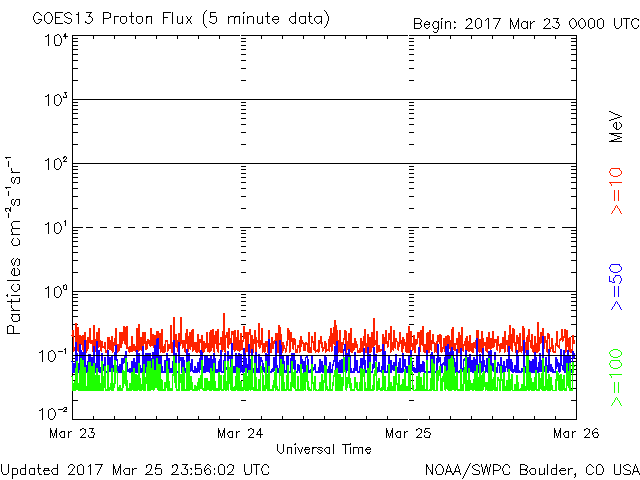 GOES13 Proton Flux (5 minute data)
Begin: 2017 Mar 23 0000 UTC
10⁴
10³
10²
10¹
10⁰
10⁻¹
10⁻²
Particles cm⁻²s⁻¹sr⁻¹
MeV
>=10
>=50
>=100
Mar 23
Mar 24
Mar 25
Mar 26
Universal Time
Updated 2017 Mar 25 23:56:02 UTC
NOAA/SWPC Boulder, CO USA